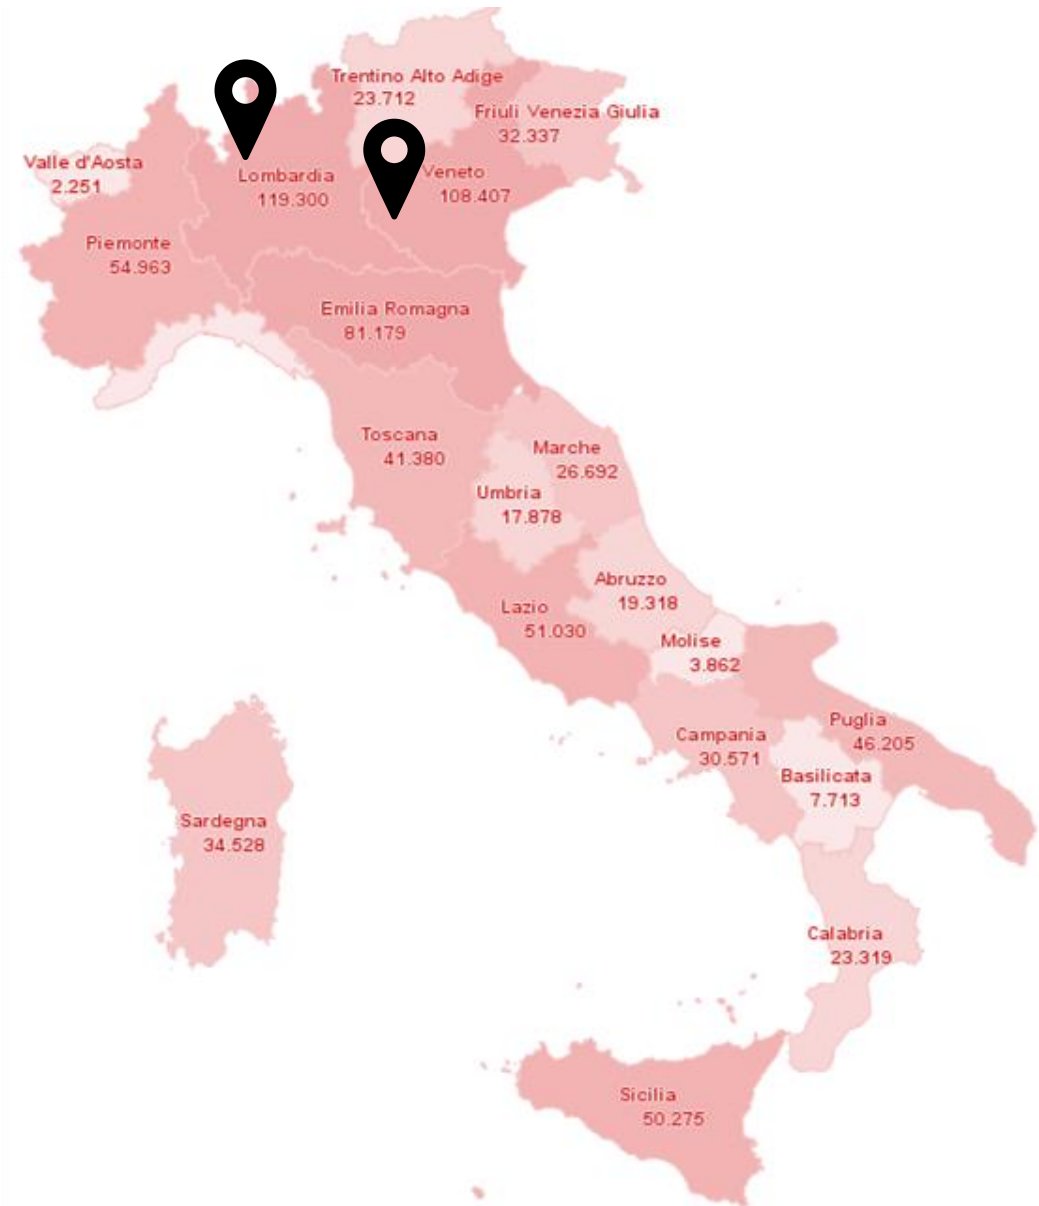 Trentino Alto Adige
23.712
Friuli Venezia Giulia
32.337
Valle d'Aosta
2.251
Lombardia
119.300
Veneto
108.407
Piemonte
54.963
Emilia Romagna
81.179
Toscana
41.380
Marche
26.692
Umbria
17.878
Abruzzo
19.318
Lazio
51.030
Molise
3.862
Puglia
46.205
Campania
30.571
Basilicata
7.713
Sardegna
34.528
Calabria
23.319
Sicilia
50.275